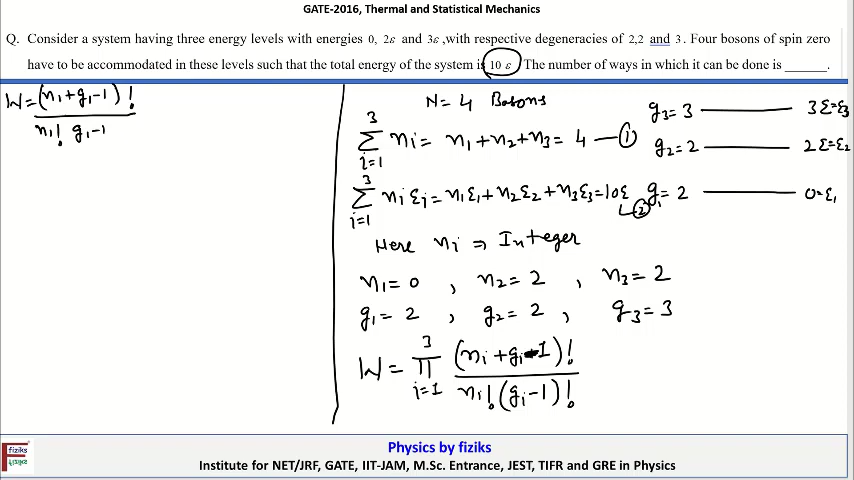 GATE-2016, Thermal and Statistical Mechanics
Q. Consider a system having three energy levels with energies 0, 2ε and 3ε ,with respective degeneracies of 2,2 and 3 . Four bosons of spin zero
have to be accommodated in these levels such that the total energy of the system is 10 ε . The number of ways in which it can be done is ______.
W = (n₁+g₁-1)! / n₁! g₁-1
N = 4 Bosons
g₃ = 3 ——— 3ε=ε₃
∑³ᵢ₌₁ nᵢ = n₁+n₂+n₃ = 4 —①
g₂ = 2 ——— 2ε=ε₂
∑³ᵢ₌₁ nᵢεᵢ = n₁ε₁+n₂ε₂+n₃ε₃=10ε ②
g₁ = 2 ——— 0=ε₁
Here nᵢ ⇒ Integer
n₁ = 0 , n₂ = 2 , n₃ = 2
g₁ = 2 , g₂ = 2 , g₃ = 3
W = ∏³ᵢ₌₁ (nᵢ+gᵢ-1)! / nᵢ!(gᵢ-1)!
fiziks
Physics by fiziks
Institute for NET/JRF, GATE, IIT-JAM, M.Sc. Entrance, JEST, TIFR and GRE in Physics